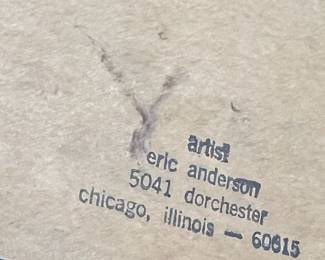 artist
eric anderson
5041 dorchester
chicago, illinois — 60615